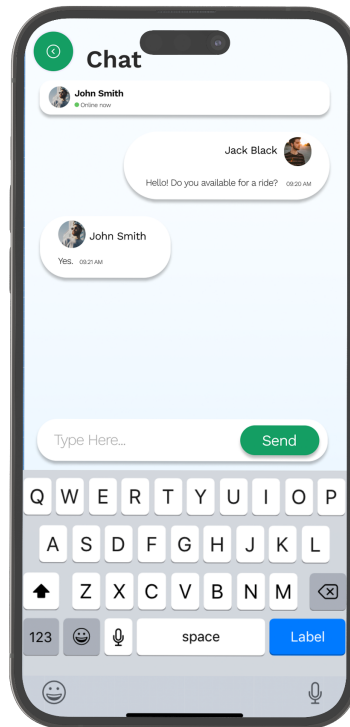 Chat
John Smith
Online now
Jack Black
Hello! Do you available for a ride? 09:20 AM
John Smith
Yes. 09:21 AM
Type Here... Send
Q W E R T Y U I O P
A S D F G H J K L
Z X C V B N M
123 space Label